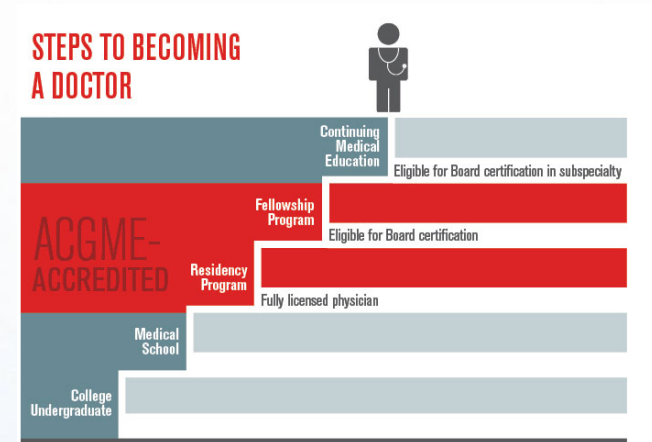 STEPS TO BECOMING
A DOCTOR
Continuing
Medical
Education
Eligible for Board certification in subspecialty
Fellowship
Program
Eligible for Board certification
ACGME-
ACCREDITED
Residency
Program
Fully licensed physician
Medical
School
College
Undergraduate